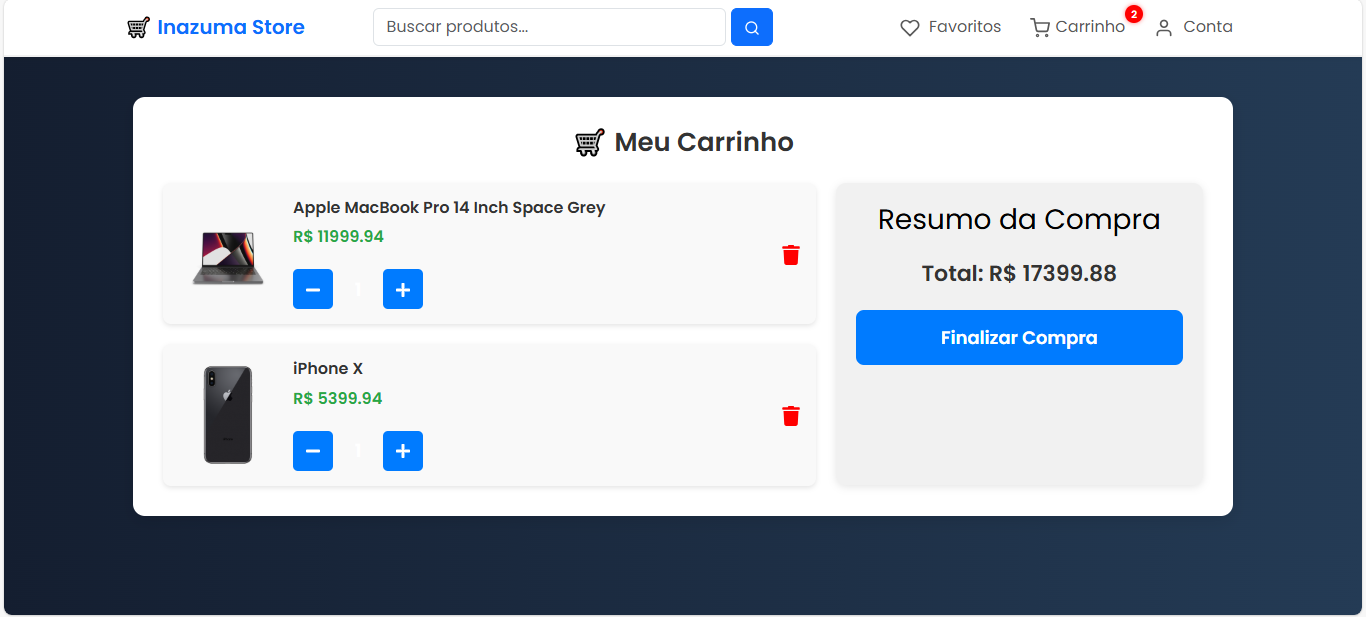 Inazuma Store
Buscar produtos...
Favoritos
Carrinho
2
Conta
Meu Carrinho
Apple MacBook Pro 14 Inch Space Grey
R$ 11999.94
1
iPhone X
R$ 5399.94
1
Resumo da Compra
Total: R$ 17399.88
Finalizar Compra